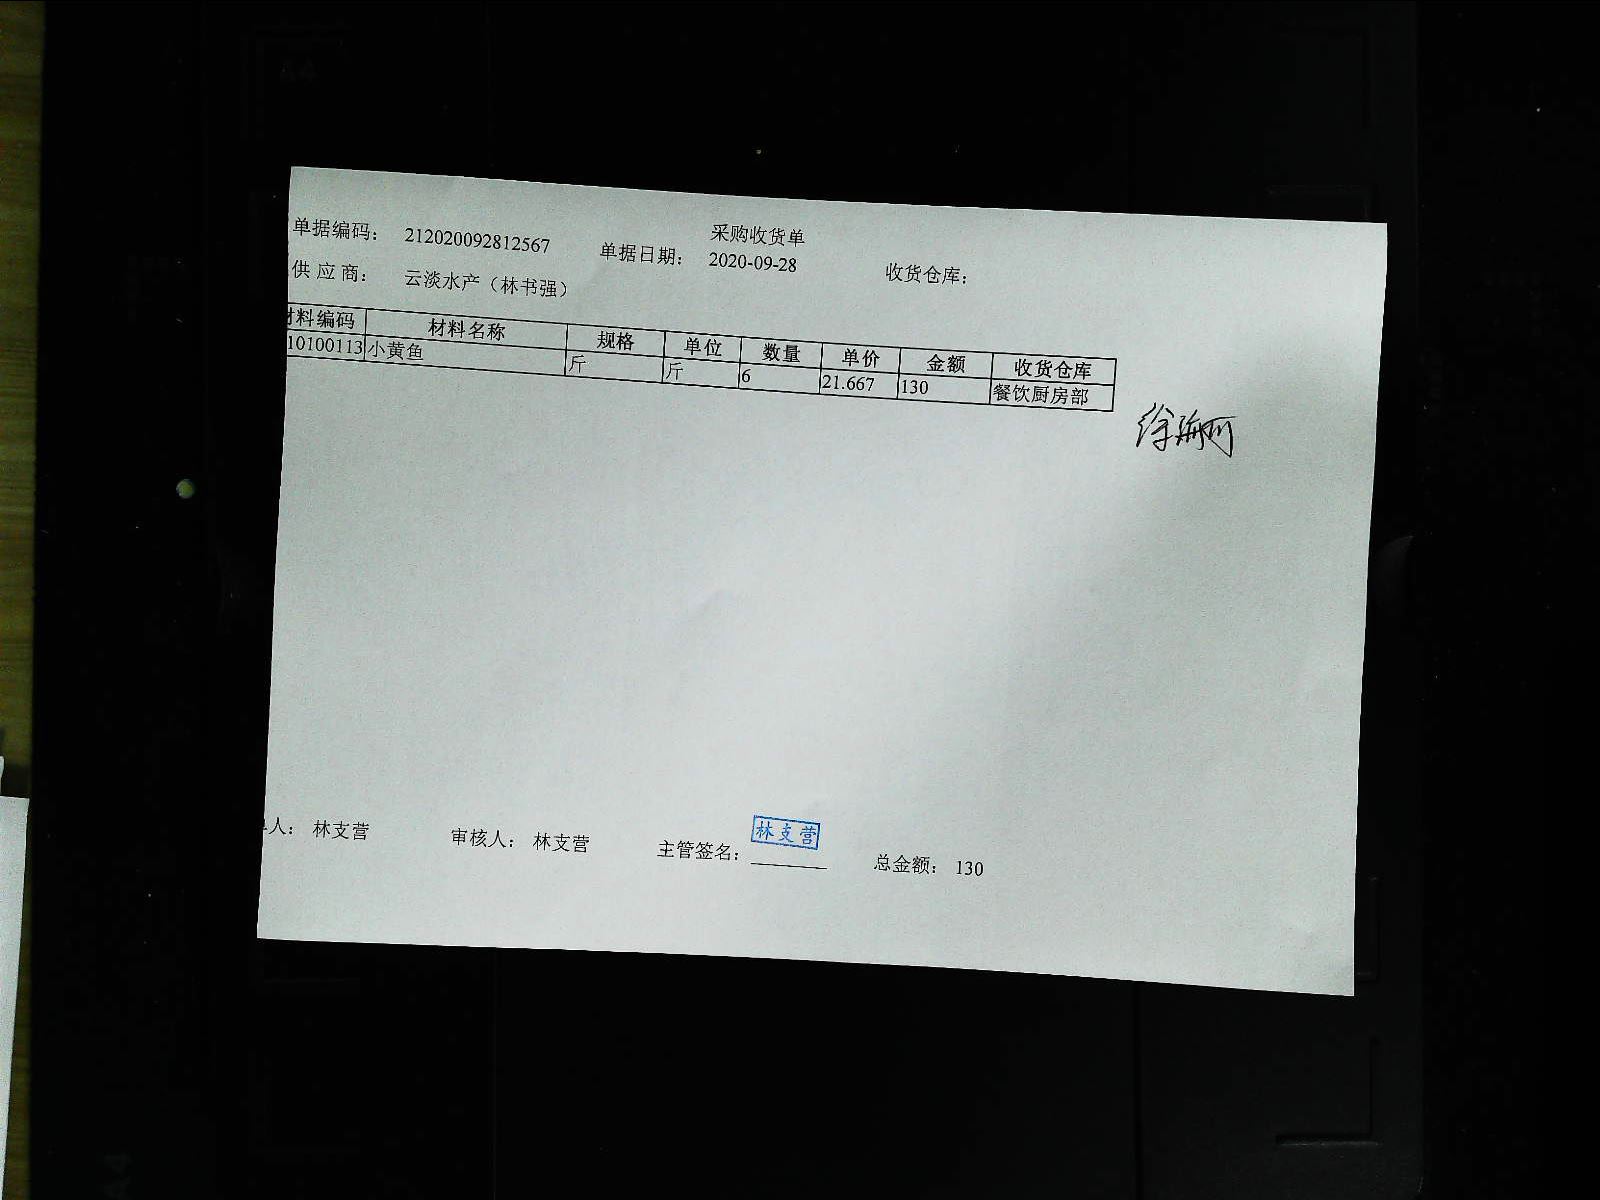 采购收货单
单据编码： 212020092812567 单据日期： 2020-09-28 收货仓库：
供应商： 云淡水产（林书强）
材料编码 材料名称 规格 单位 数量 单价 金额 收货仓库
10100113 小黄鱼 斤 斤 6 21.667 130 餐饮厨房部
人： 林支营 审核人： 林支营 主管签名： 林支营 总金额： 130